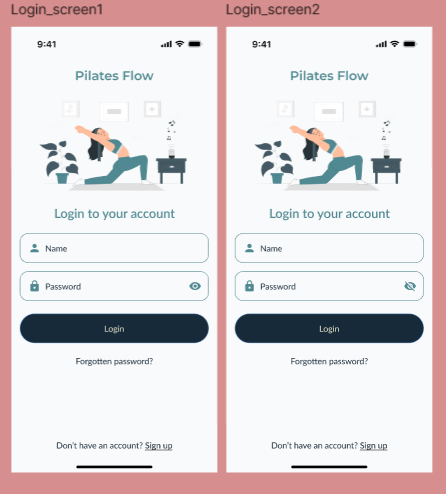 Login_screen1
9:41
Pilates Flow
Login to your account
Name
Password
Login
Forgotten password?
Don't have an account? Sign up
Login_screen2
9:41
Pilates Flow
Login to your account
Name
Password
Login
Forgotten password?
Don't have an account? Sign up